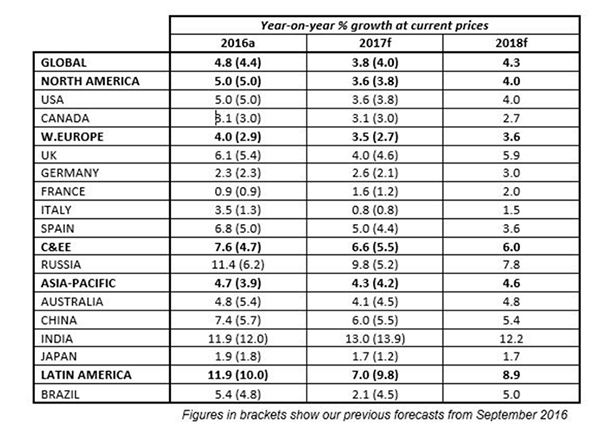 Year-on-year % growth at current prices
2016a 2017f 2018f
GLOBAL 4.8 (4.4) 3.8 (4.0) 4.3
NORTH AMERICA 5.0 (5.0) 3.6 (3.8) 4.0
USA 5.0 (5.0) 3.6 (3.8) 4.0
CANADA 3.1 (3.0) 3.1 (3.0) 2.7
W.EUROPE 4.0 (2.9) 3.5 (2.7) 3.6
UK 6.1 (5.4) 4.0 (4.6) 5.9
GERMANY 2.3 (2.3) 2.6 (2.1) 3.0
FRANCE 0.9 (0.9) 1.6 (1.2) 2.0
ITALY 3.5 (1.3) 0.8 (0.8) 1.5
SPAIN 6.8 (5.0) 5.0 (4.4) 3.6
C&EE 7.6 (4.7) 6.6 (5.5) 6.0
RUSSIA 11.4 (6.2) 9.8 (5.2) 7.8
ASIA-PACIFIC 4.7 (3.9) 4.3 (4.2) 4.6
AUSTRALIA 4.8 (5.4) 4.1 (4.5) 4.8
CHINA 7.4 (5.7) 6.0 (5.5) 5.4
INDIA 11.9 (12.0) 13.0 (13.9) 12.2
JAPAN 1.9 (1.8) 1.7 (1.2) 1.7
LATIN AMERICA 11.9 (10.0) 7.0 (9.8) 8.9
BRAZIL 5.4 (4.8) 2.1 (4.5) 5.0
Figures in brackets show our previous forecasts from September 2016